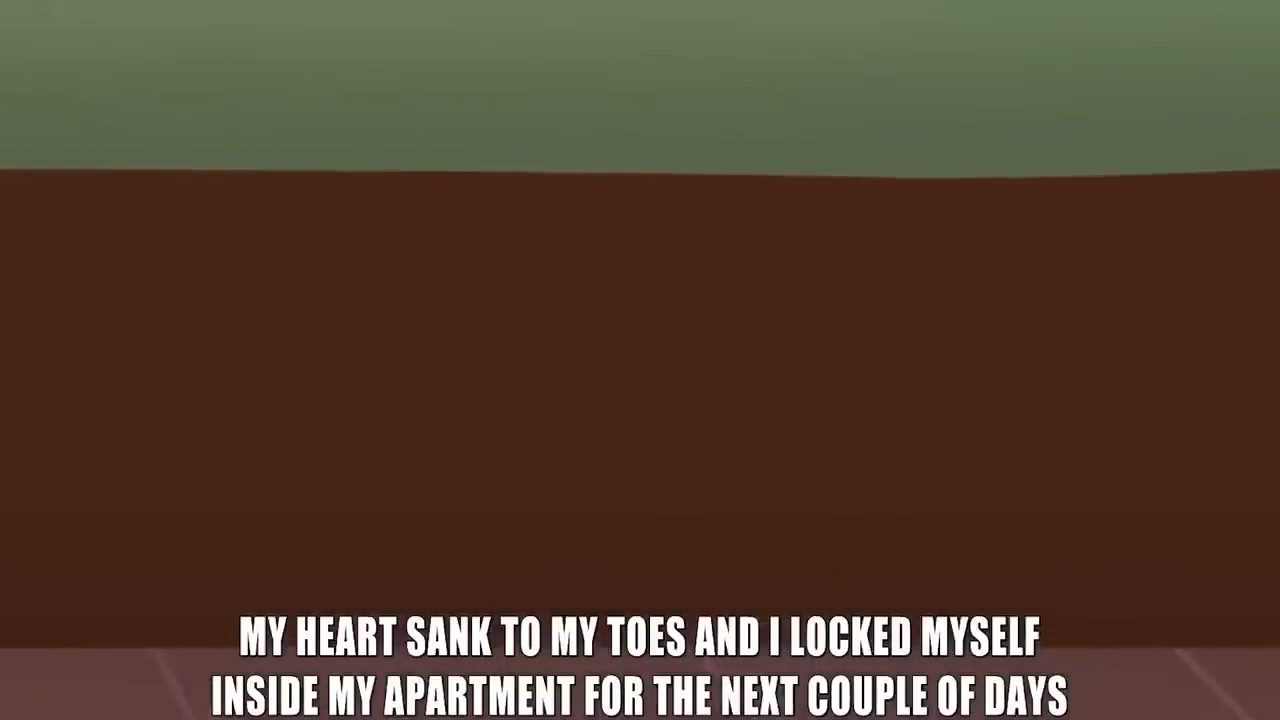 MY HEART SANK TO MY TOES AND I LOCKED MYSELF
INSIDE MY APARTMENT FOR THE NEXT COUPLE OF DAYS